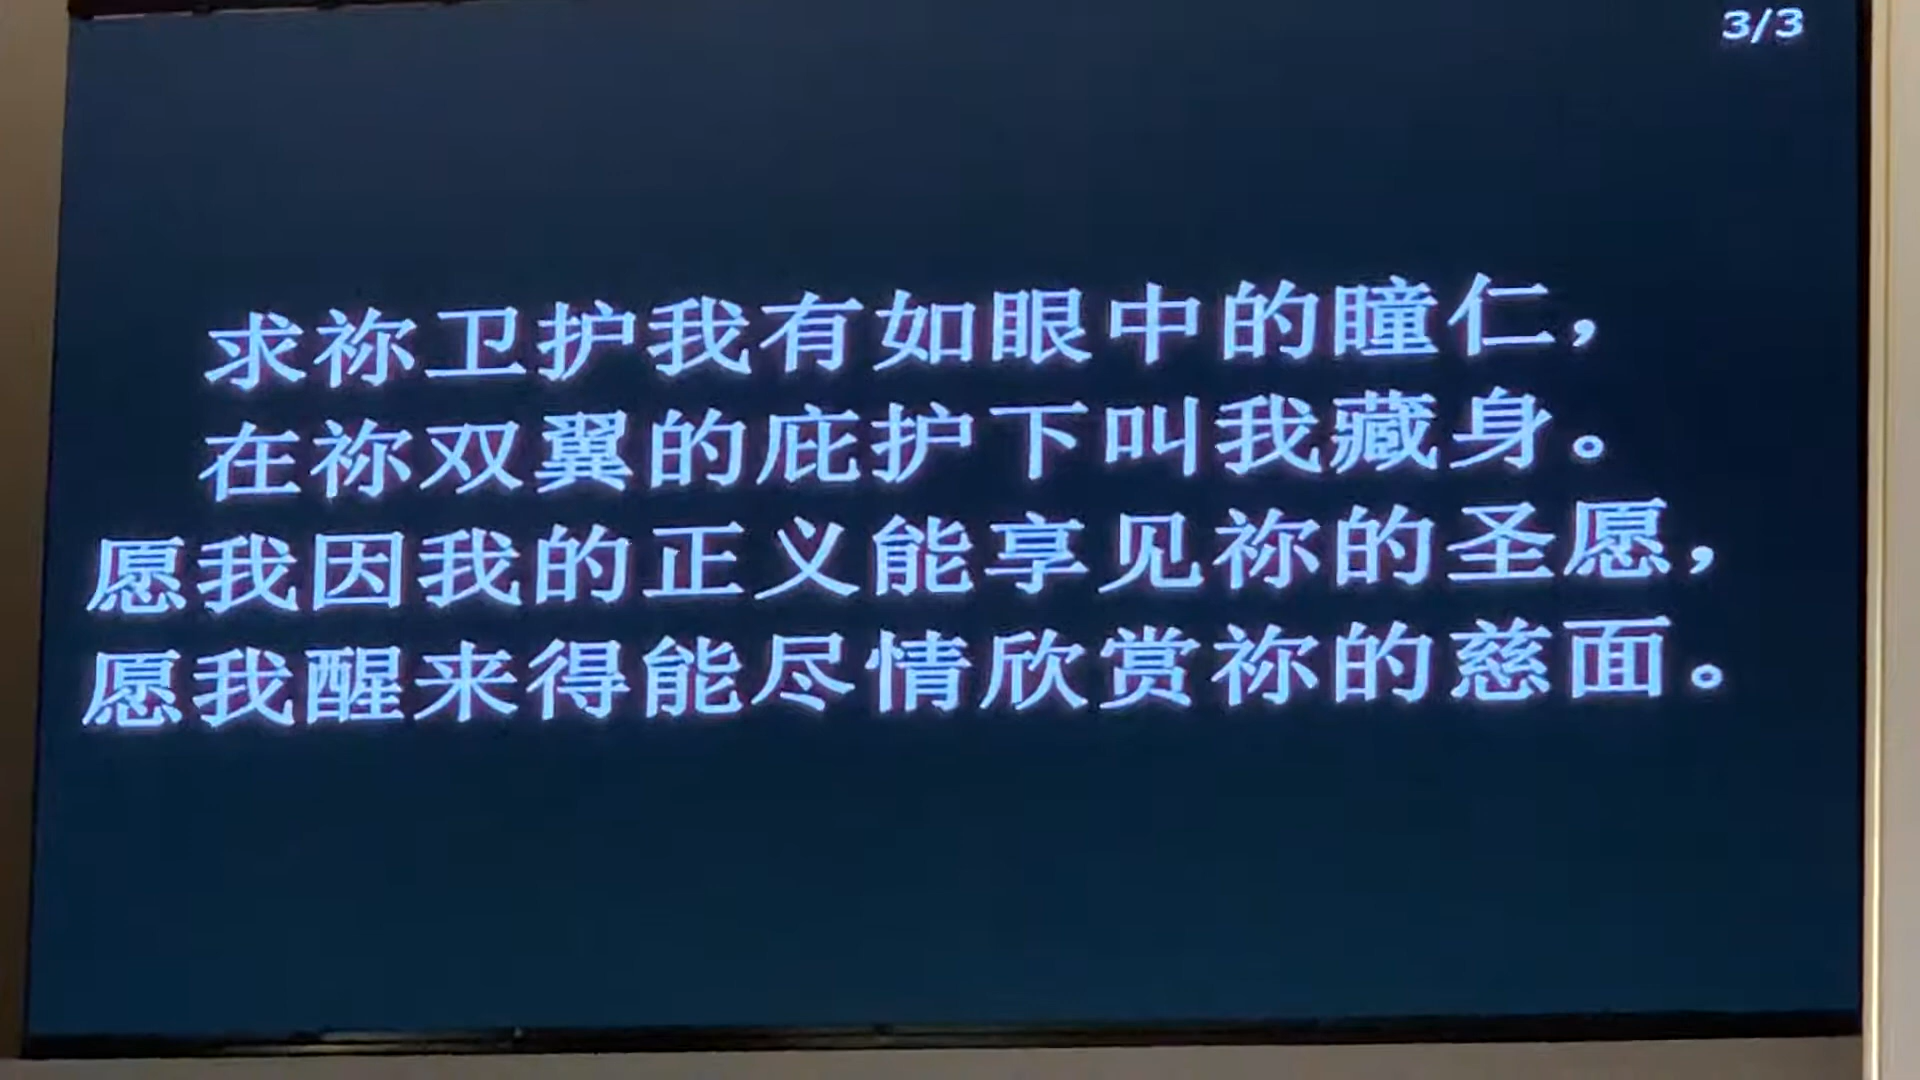 3/3
求祢卫护我有如眼中的瞳仁，
在祢双翼的庇护下叫我藏身。
愿我因我的正义能享见祢的圣愿，
愿我醒来得能尽情欣赏祢的慈面。